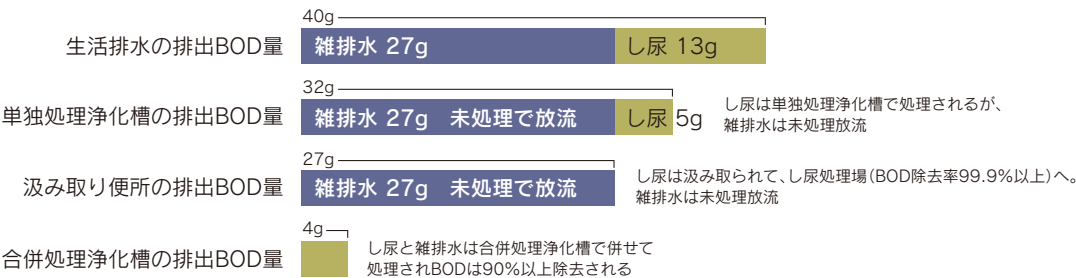 40g
生活排水の排出BOD量 雑排水 27g し尿 13g
32g
単独処理浄化槽の排出BOD量 雑排水 27g 未処理で放流 し尿 5g
し尿は単独処理浄化槽で処理されるが、
雑排水は未処理放流
27g
汲み取り便所の排出BOD量 雑排水 27g 未処理で放流
し尿は汲み取られて、し尿処理場(BOD除去率99.9%以上)へ。
雑排水は未処理放流
4g
合併処理浄化槽の排出BOD量
し尿と雑排水は合併処理浄化槽で併せて
処理されBODは90%以上除去される